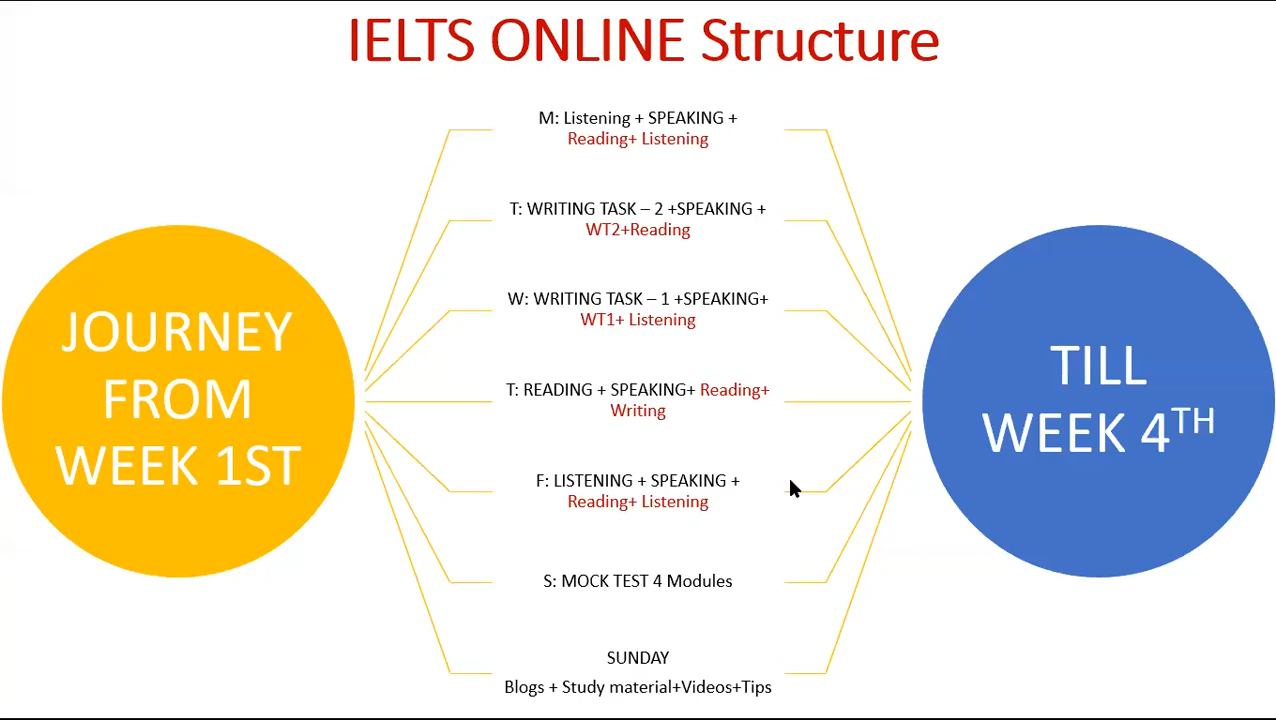 IELTS ONLINE Structure
M: Listening + SPEAKING +
Reading+ Listening
T: WRITING TASK – 2 +SPEAKING +
WT2+Reading
W: WRITING TASK – 1 +SPEAKING+
WT1+ Listening
T: READING + SPEAKING+ Reading+
Writing
F: LISTENING + SPEAKING +
Reading+ Listening
S: MOCK TEST 4 Modules
SUNDAY
Blogs + Study material+Videos+Tips
JOURNEY
FROM
WEEK 1ST
TILL
WEEK 4TH